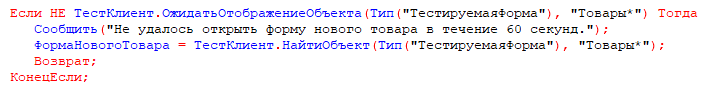 Если НЕ ТестКлиент.ОжидатьОтображениеОбъекта(Тип("ТестируемаяФорма"), "Товары*") Тогда
Сообщить("Не удалось открыть форму нового товара в течение 60 секунд.");
ФормаНовогоТовара = ТестКлиент.НайтиОбъект(Тип("ТестируемаяФорма"), "Товары*");
Возврат;
КонецЕсли;